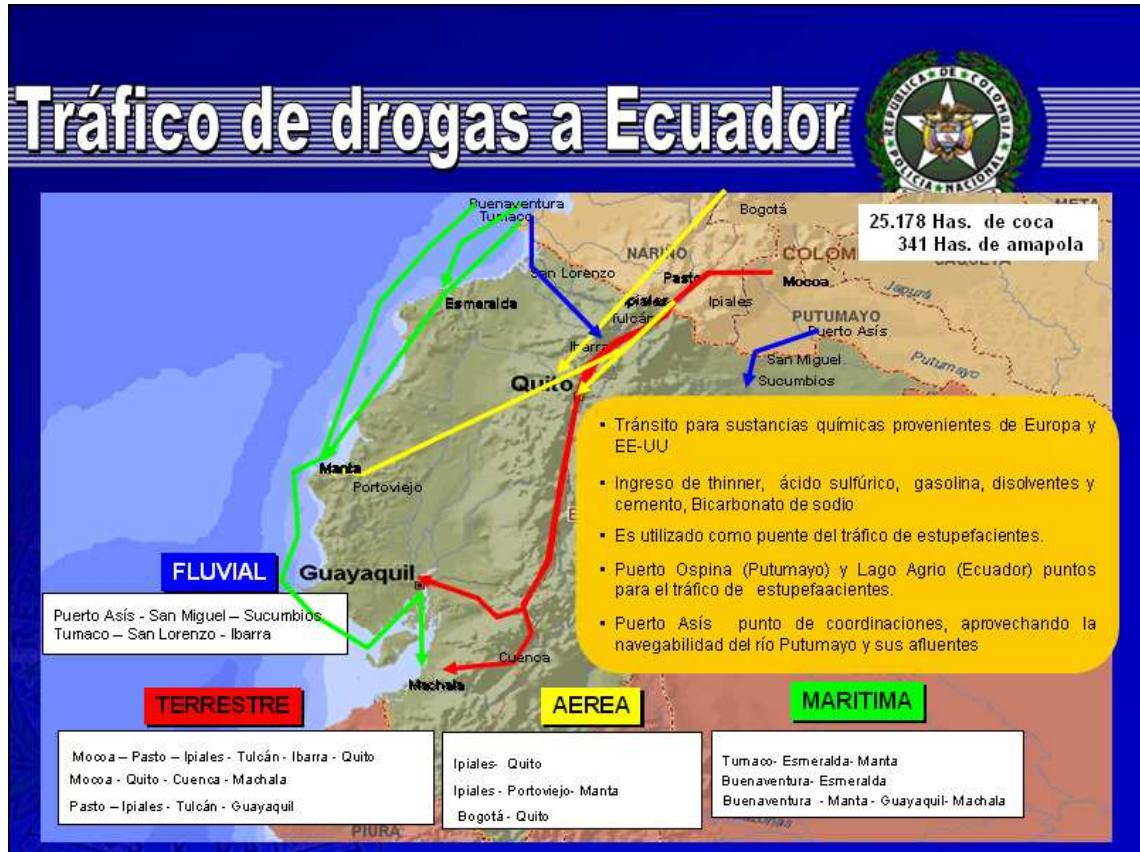 Tráfico de drogas a Ecuador
REPUBLICA DE COLOMBIA
POLICIA NACIONAL
25.178 Has. de coca
341 Has. de amapola
Buenaventura
Tumaco
Bogotá
META
NARIÑO
COLOM
San Lorenzo
Pasto
Mocoa
Japurá
Esmeralda
Ipiales
Ipiales
Tulcán
PUTUMAYO
Puerto Asís
Ibarra
San Miguel
Putumayo
Quito
Sucumbios
Manta
Portoviejo
Guayaquil
Cuenca
Machala
PIURA
▪ Tránsito para sustancias químicas provenientes de Europa y
EE-UU
▪ Ingreso de thinner, ácido sulfúrico, gasolina, disolventes y
cemento, Bicarbonato de sodio
▪ Es utilizado como puente del tráfico de estupefacientes.
▪ Puerto Ospina (Putumayo) y Lago Agrio (Ecuador) puntos
para el tráfico de estupefaacientes.
▪ Puerto Asís punto de coordinaciones, aprovechando la
navegabilidad del río Putumayo y sus afluentes
FLUVIAL
Puerto Asís - San Miguel – Sucumbios
Tumaco – San Lorenzo - Ibarra
TERRESTRE
Mocoa – Pasto – Ipiales - Tulcán - Ibarra - Quito
Mocoa - Quito - Cuenca - Machala
Pasto – Ipiales - Tulcán - Guayaquil
AEREA
Ipiales- Quito
Ipiales - Portoviejo- Manta
Bogotá - Quito
MARITIMA
Tumaco- Esmeralda- Manta
Buenaventura- Esmeralda
Buenaventura - Manta - Guayaquil- Machala